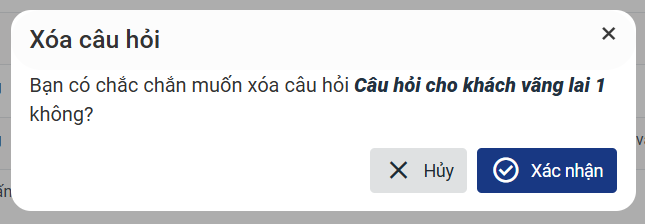 Xóa câu hỏi
Bạn có chắc chắn muốn xóa câu hỏi Câu hỏi cho khách vãng lai 1
không?
Hủy
Xác nhận